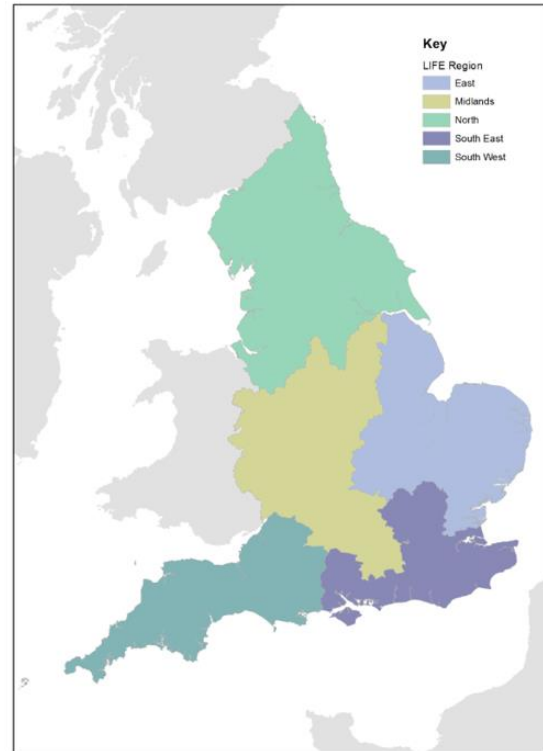 Key
LIFE Region
East
Midlands
North
South East
South West